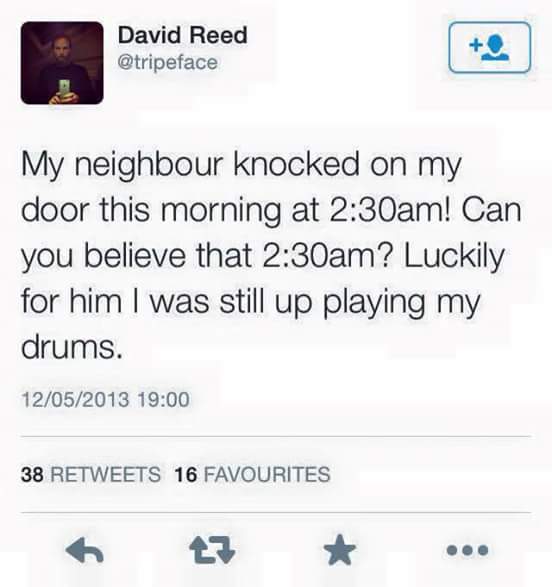 David Reed
@tripeface
My neighbour knocked on my
door this morning at 2:30am! Can
you believe that 2:30am? Luckily
for him I was still up playing my
drums.
12/05/2013 19:00
38 RETWEETS 16 FAVOURITES